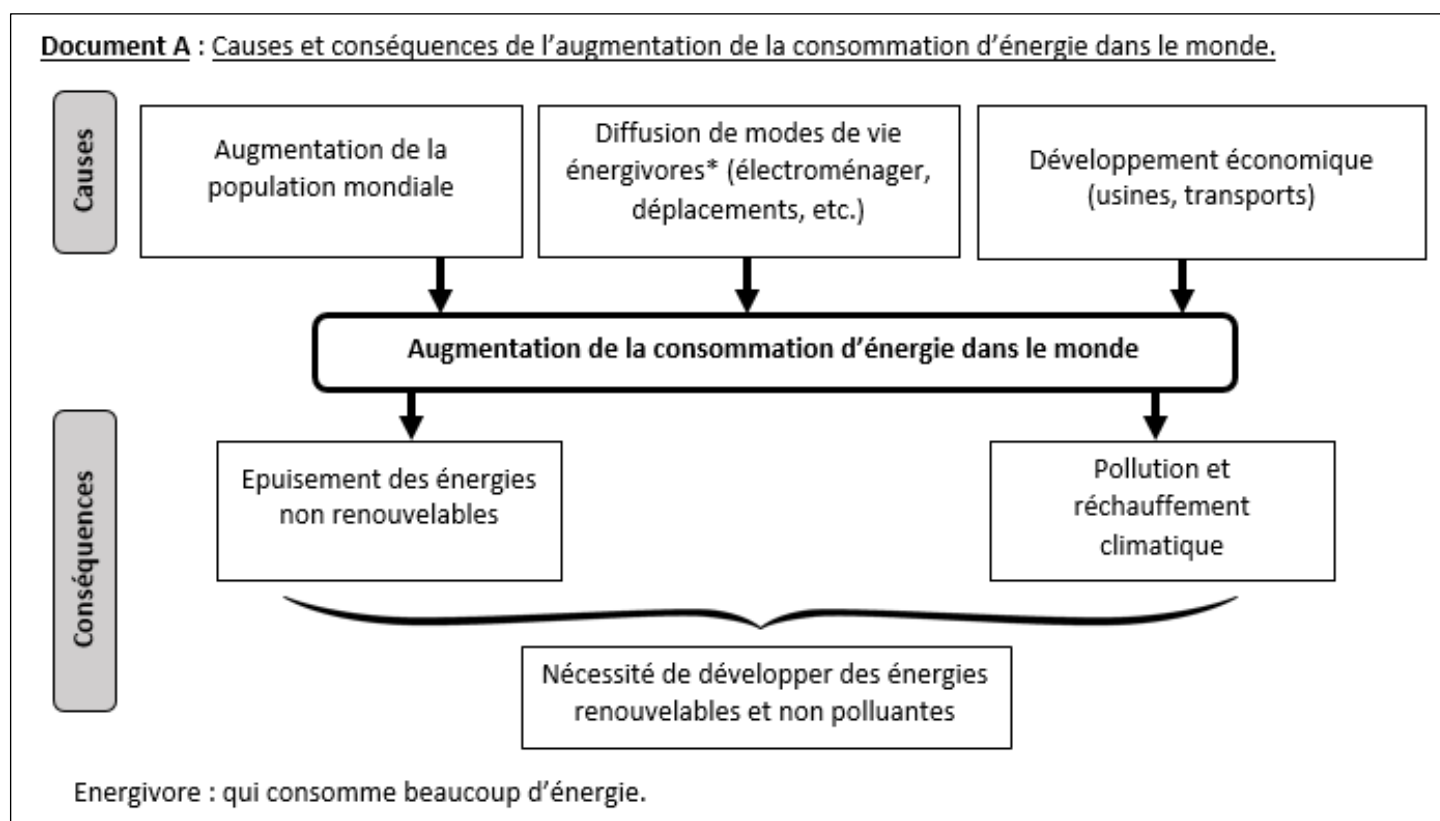 Document A : Causes et conséquences de l’augmentation de la consommation d’énergie dans le monde.
Causes
Augmentation de la
population mondiale
Diffusion de modes de vie
énergivores* (électroménager,
déplacements, etc.)
Développement économique
(usines, transports)
Augmentation de la consommation d’énergie dans le monde
Conséquences
Epuisement des énergies
non renouvelables
Pollution et
réchauffement
climatique
Nécessité de développer des énergies
renouvelables et non polluantes
Energivore : qui consomme beaucoup d’énergie.